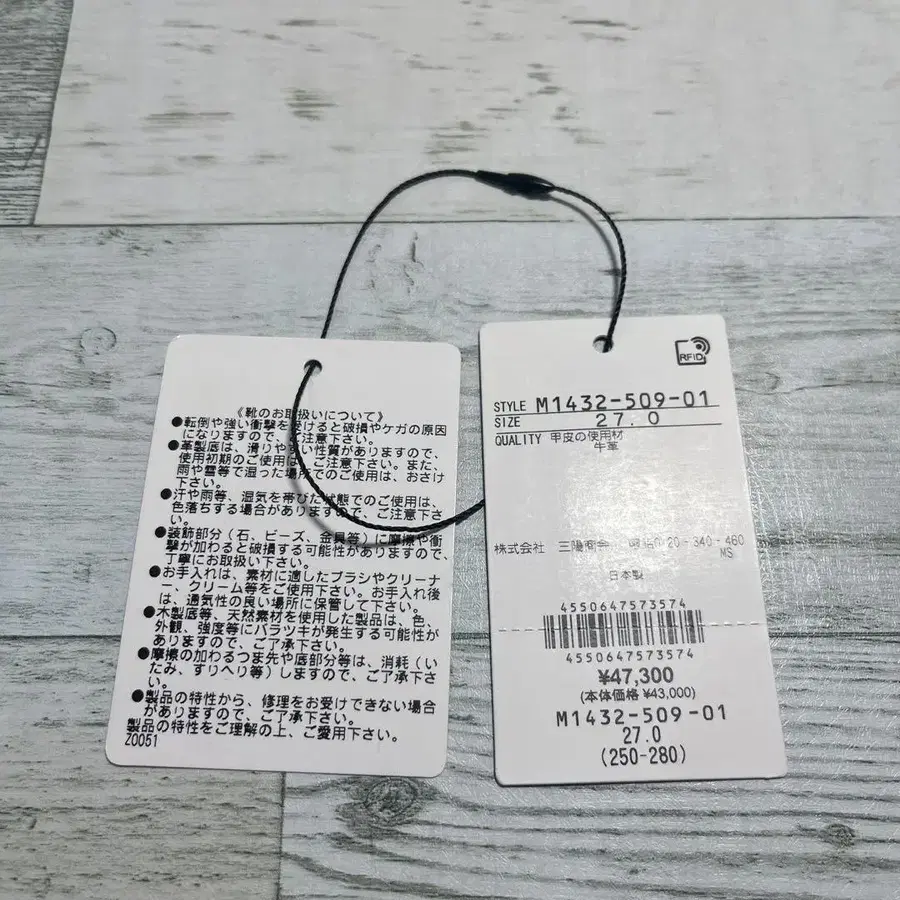 《靴のお取扱いについて》
●転倒や強い衝撃を受けると破損やケガの原因
になりますので、ご注意下さい。
●革製底は、滑りやすい性質がありますので、
使用初期のご使用は、ご注意下さい。また、
雨や雪等で湿った場所でのご使用は、おさけ
下さい。
●汗や雨等、湿気を帯びた状態でのご使用は、
色落ちする場合がありますので、ご注意下さ
い。
●装飾部分(石、ビーズ、金具等)に摩擦や衝
撃が加わると破損する可能性がありますので、
丁寧にお取扱い下さい。
●お手入れは、素材に適したブラシやクリーナ
ー、クリーム等をご使用下さい。お手入れ後
は、通気性の良い場所に保管して下さい。
●木製底等、天然素材を使用した製品は、色、
外観、強度等にバラツキが発生する可能性が
ありますので、ご了承下さい。
●摩擦の加わるつま先や底部分等は、消耗(い
たみ、すりヘリ等)しますので、ご了承下さ
い。
●製品の特性から、修理をお受けできない場合
がありますので、ご了承下さい。
製品の特性をご理解の上、ご愛用下さい。
Z0051
RFID
STYLE M1432-509-01
SIZE 27.0
QUALITY 甲皮の使用材
牛革
株式会社 三陽商会 20-340-460
MS
日本製
4550647573574
4550647573574
¥47,300
(本体価格 ¥43,000)
M1432-509-01
27.0
(250-280)